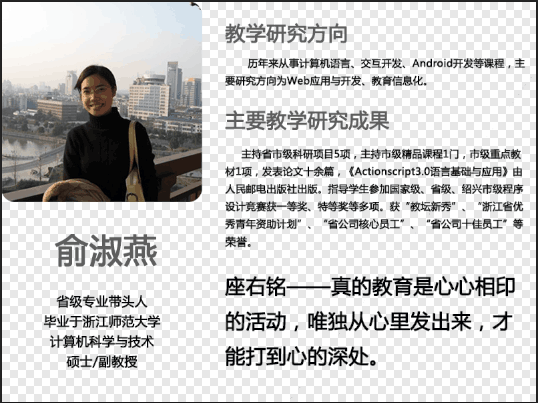 教学研究方向
历年来从事计算机语言、交互开发、Android开发等课程，主
要研究方向为Web应用与开发、教育信息化。
主要教学研究成果
主持省市级科研项目5项，主持市级精品课程1门，市级重点教
材1项，发表论文十余篇，《Actionscript3.0语言基础与应用》由
人民邮电出版社出版。指导学生参加国家级、省级、绍兴市级程序
设计竞赛获一等奖、特等奖等多项。获“教坛新秀”、“浙江省优
秀青年资助计划”、“省公司核心员工”、“省公司十佳员工”等
荣誉。
座右铭——真的教育是心心相印
的活动，唯独从心里发出来，才
能打到心的深处。
俞淑燕
省级专业带头人
毕业于浙江师范大学
计算机科学与技术
硕士/副教授